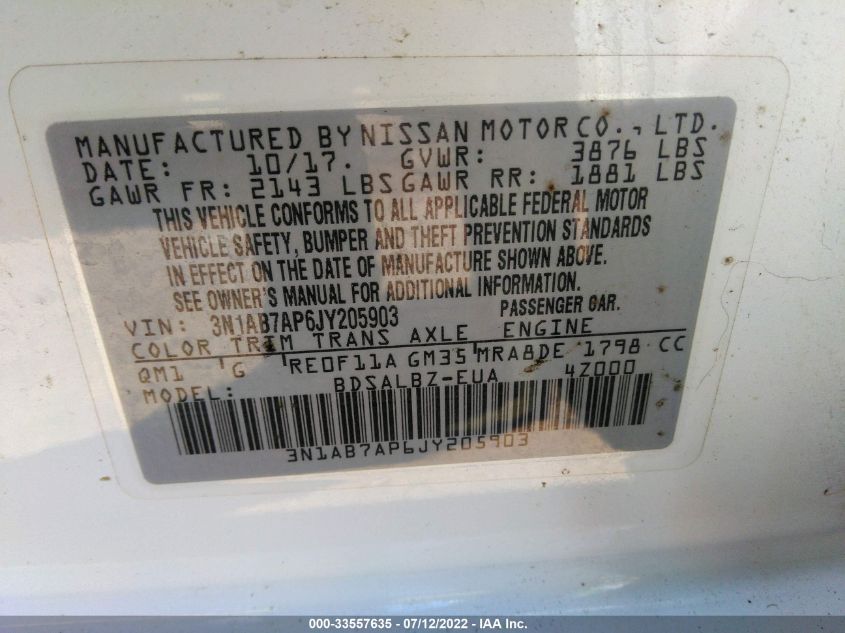 MANUFACTURED BY NISSAN MOTOR CO., LTD.
DATE: 10/17. GVWR: 3876 LBS
GAWR FR: 2143 LBS GAWR RR: 1881 LBS
THIS VEHICLE CONFORMS TO ALL APPLICABLE FEDERAL MOTOR
VEHICLE SAFETY, BUMPER AND THEFT PREVENTION STANDARDS
IN EFFECT ON THE DATE OF MANUFACTURE SHOWN ABOVE.
SEE OWNER'S MANUAL FOR ADDITIONAL INFORMATION.
VIN: 3N1AB7AP6JY205903 PASSENGER CAR.
COLOR TRIM TRANS AXLE ENGINE
QM1 'G 'RE0F11A GM35 'MRA8DE 1798 CC
MODEL: BDSALBZ-EUA 4Z000
3N1AB7AP6JY205903
000-33557635 - 07/12/2022 - IAA Inc.